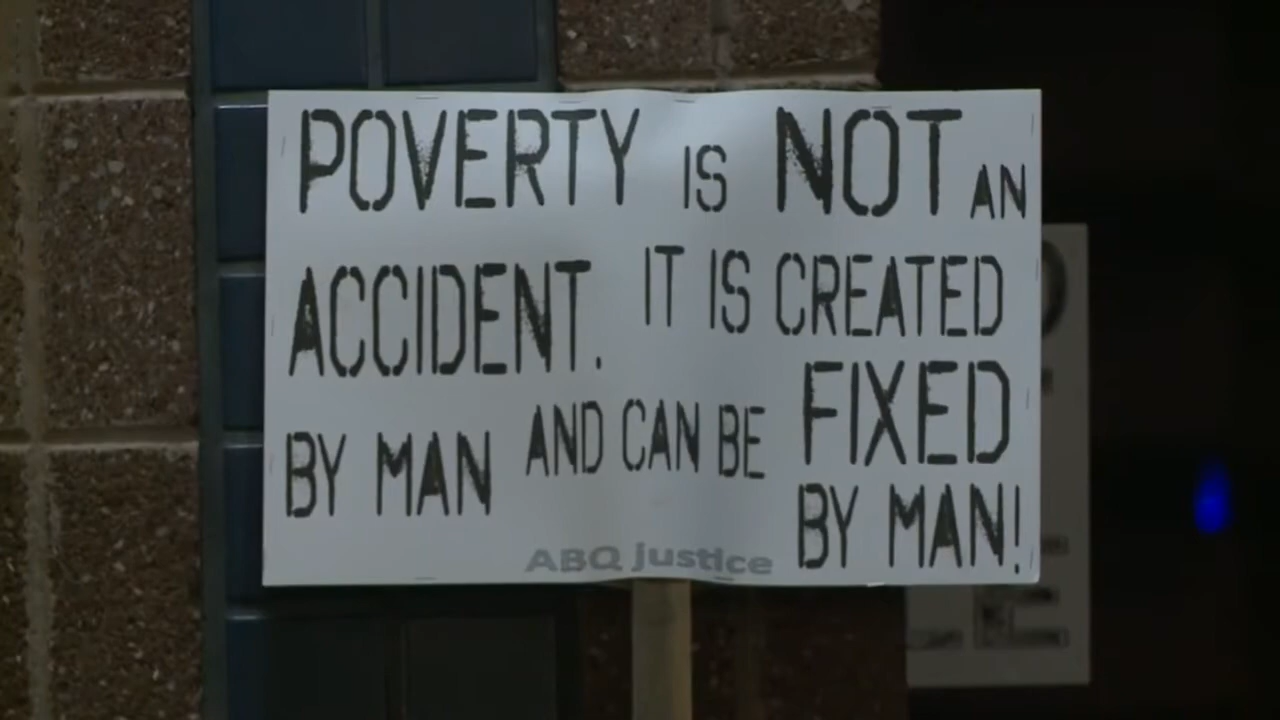 POVERTY IS NOT AN
ACCIDENT. IT IS CREATED
BY MAN AND CAN BE FIXED
BY MAN!
ABQ justice